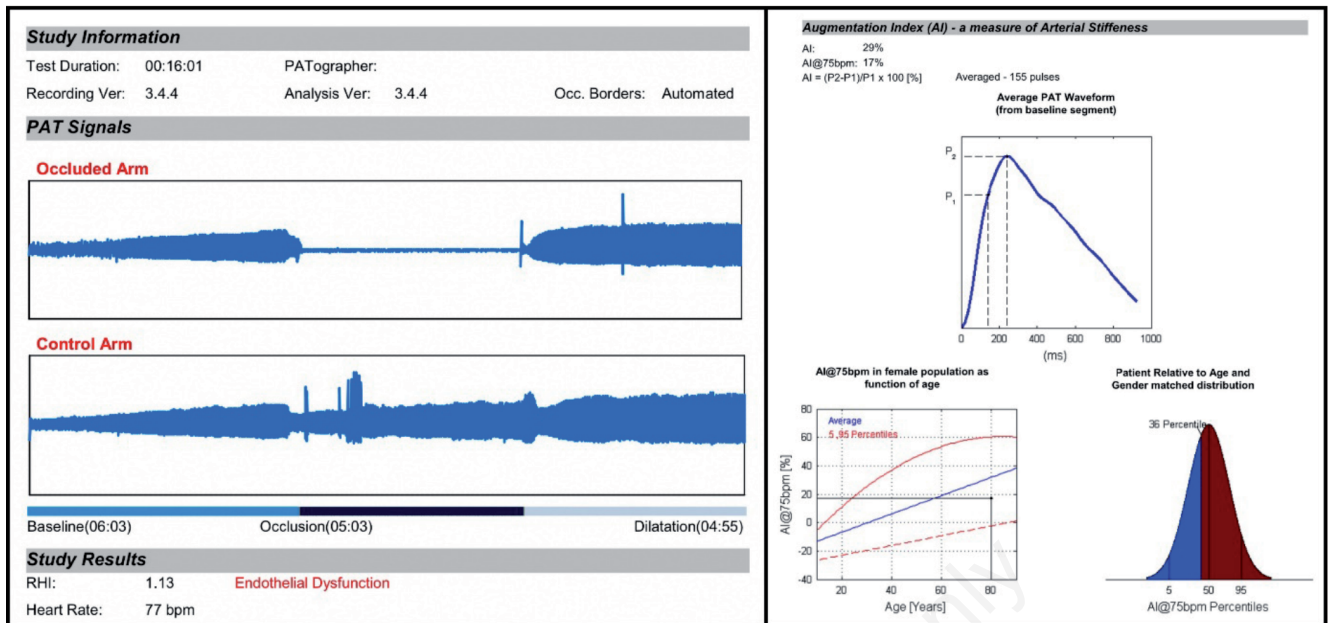 Study Information
Test Duration: 00:16:01 PATographer:
Recording Ver: 3.4.4 Analysis Ver: 3.4.4 Occ. Borders: Automated
PAT Signals
Occluded Arm
Control Arm
Baseline(06:03) Occlusion(05:03) Dilatation(04:55)
Study Results
RHI: 1.13 Endothelial Dysfunction
Heart Rate: 77 bpm
Augmentation Index (AI) - a measure of Arterial Stiffness
AI: 29%
AI@75bpm: 17%
AI = (P2-P1)/P1 x 100 [%] Averaged - 155 pulses
Average PAT Waveform
(from baseline segment)
P2
P1
0 200 400 600 800 1000
(ms)
AI@75bpm in female population as
function of age
80
60
40
20
0
-20
-40
AI@75bpm [%]
Average
5 ,95 Percentiles
20 40 60 80
Age [Years]
Patient Relative to Age and
Gender matched distribution
36 Percentile
5 50 95
AI@75bpm Percentiles
only